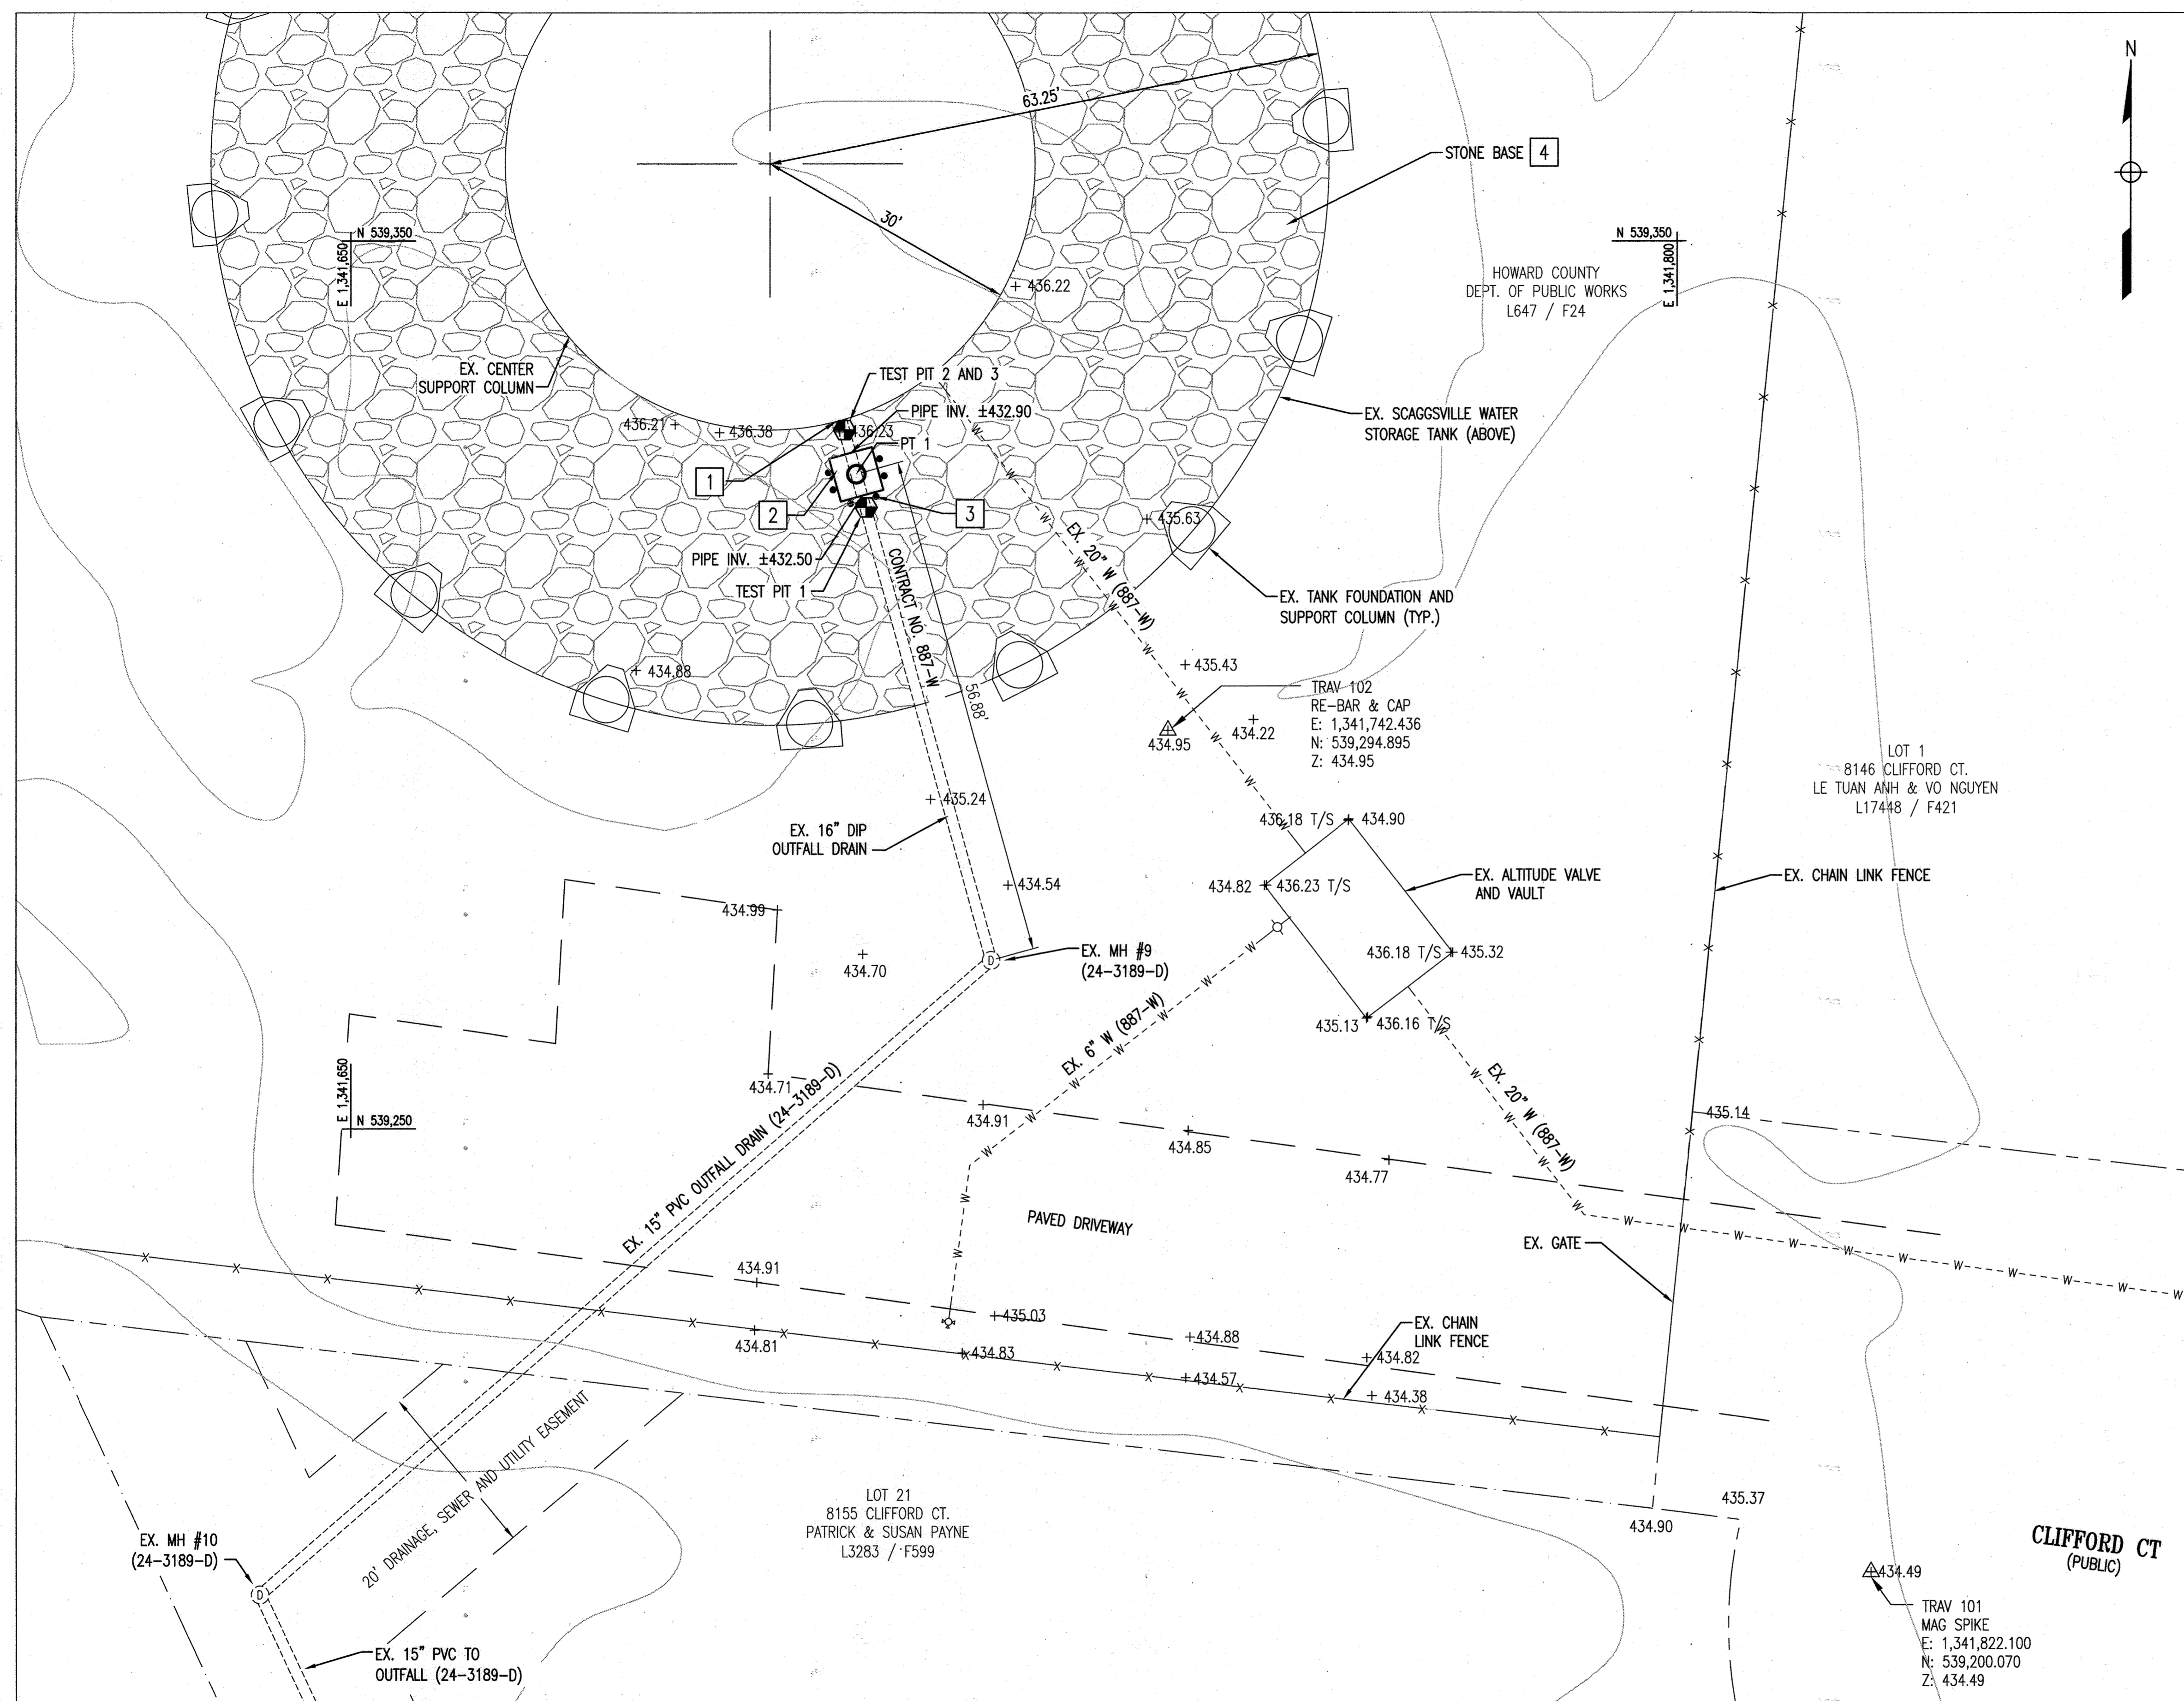 N
63.25'
STONE BASE 4
30'
N 539,350
E 1,341,650
N 539,350
E 1,341,800
HOWARD COUNTY
DEPT. OF PUBLIC WORKS
L647 / F24
436.22
EX. CENTER
SUPPORT COLUMN
TEST PIT 2 AND 3
PIPE INV. ±432.90
436.21
436.38
436.23
PT 1
EX. SCAGGSVILLE WATER
STORAGE TANK (ABOVE)
1
2
3
435.63
PIPE INV. ±432.50
TEST PIT 1
CONTRACT NO. 887-W
EX. 20" W (887-W)
EX. TANK FOUNDATION AND
SUPPORT COLUMN (TYP.)
434.88
56.88'
435.43
TRAV 102
RE-BAR & CAP
E: 1,341,742.436
N: 539,294.895
Z: 434.95
434.95
434.22
LOT 1
8146 CLIFFORD CT.
LE TUAN ANH & VO NGUYEN
L17448 / F421
435.24
EX. 16" DIP
OUTFALL DRAIN
436.18 T/S
434.90
434.54
434.82
436.23 T/S
EX. ALTITUDE VALVE
AND VAULT
EX. CHAIN LINK FENCE
434.99
434.70
D
EX. MH #9
(24-3189-D)
436.18 T/S
435.32
435.13
436.16 T/S
EX. 6" W (887-W)
EX. 20" W (887-W)
E 1,341,650
N 539,250
434.71
434.91
434.85
434.77
435.14
EX. 15" PVC OUTFALL DRAIN (24-3189-D)
PAVED DRIVEWAY
EX. GATE
434.91
435.03
434.88
434.82
EX. CHAIN
LINK FENCE
434.81
434.83
434.57
434.38
20' DRAINAGE, SEWER AND UTILITY EASEMENT
LOT 21
8155 CLIFFORD CT.
PATRICK & SUSAN PAYNE
L3283 / F599
435.37
434.90
CLIFFORD CT
(PUBLIC)
EX. MH #10
(24-3189-D)
D
434.49
TRAV 101
MAG SPIKE
E: 1,341,822.100
N: 539,200.070
Z: 434.49
EX. 15" PVC TO
OUTFALL (24-3189-D)